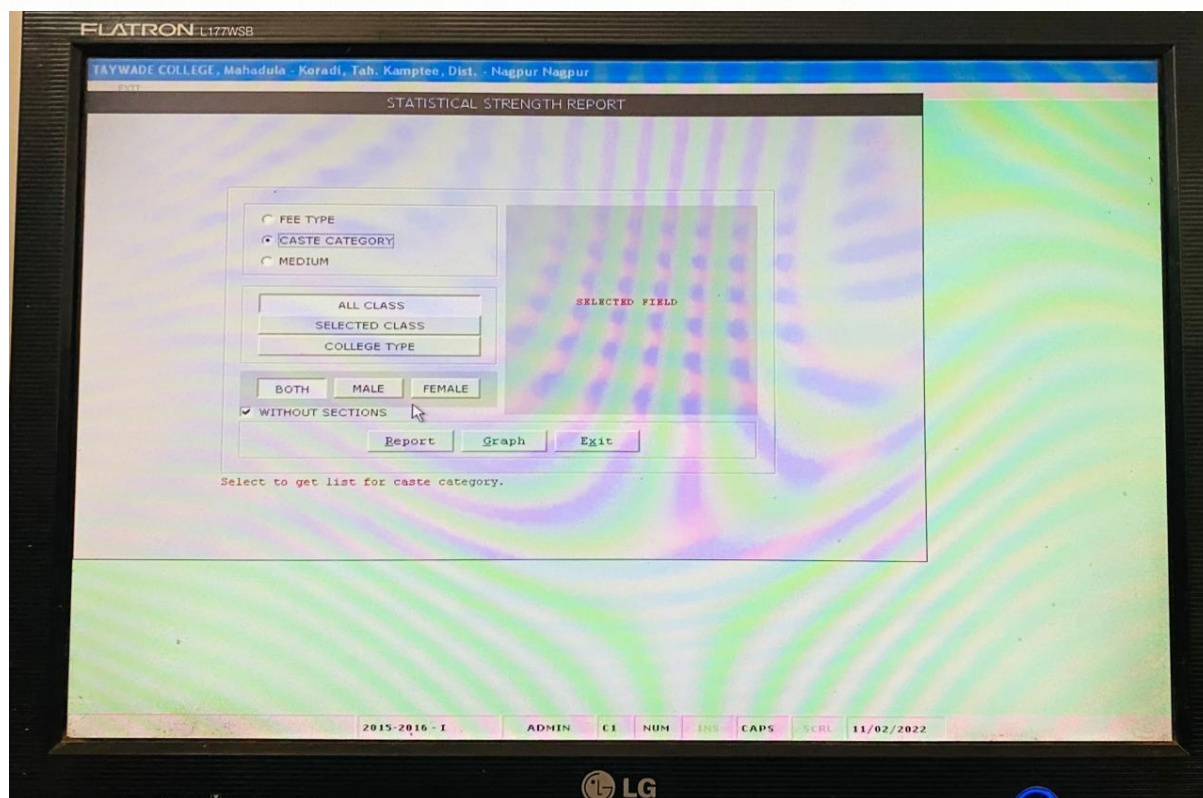 FLATRON L177WSB
TAYWADE COLLEGE, Mahadula - Koradi, Tah. Kamptee, Dist. - Nagpur Nagpur
EXIT
STATISTICAL STRENGTH REPORT
FEE TYPE
CASTE CATEGORY
MEDIUM
ALL CLASS
SELECTED CLASS
COLLEGE TYPE
SELECTED FIELD
BOTH MALE FEMALE
WITHOUT SECTIONS
Report Graph Exit
Select to get list for caste category.
2015-2016 - I ADMIN C1 NUM INS CAPS SCRL 11/02/2022
LG